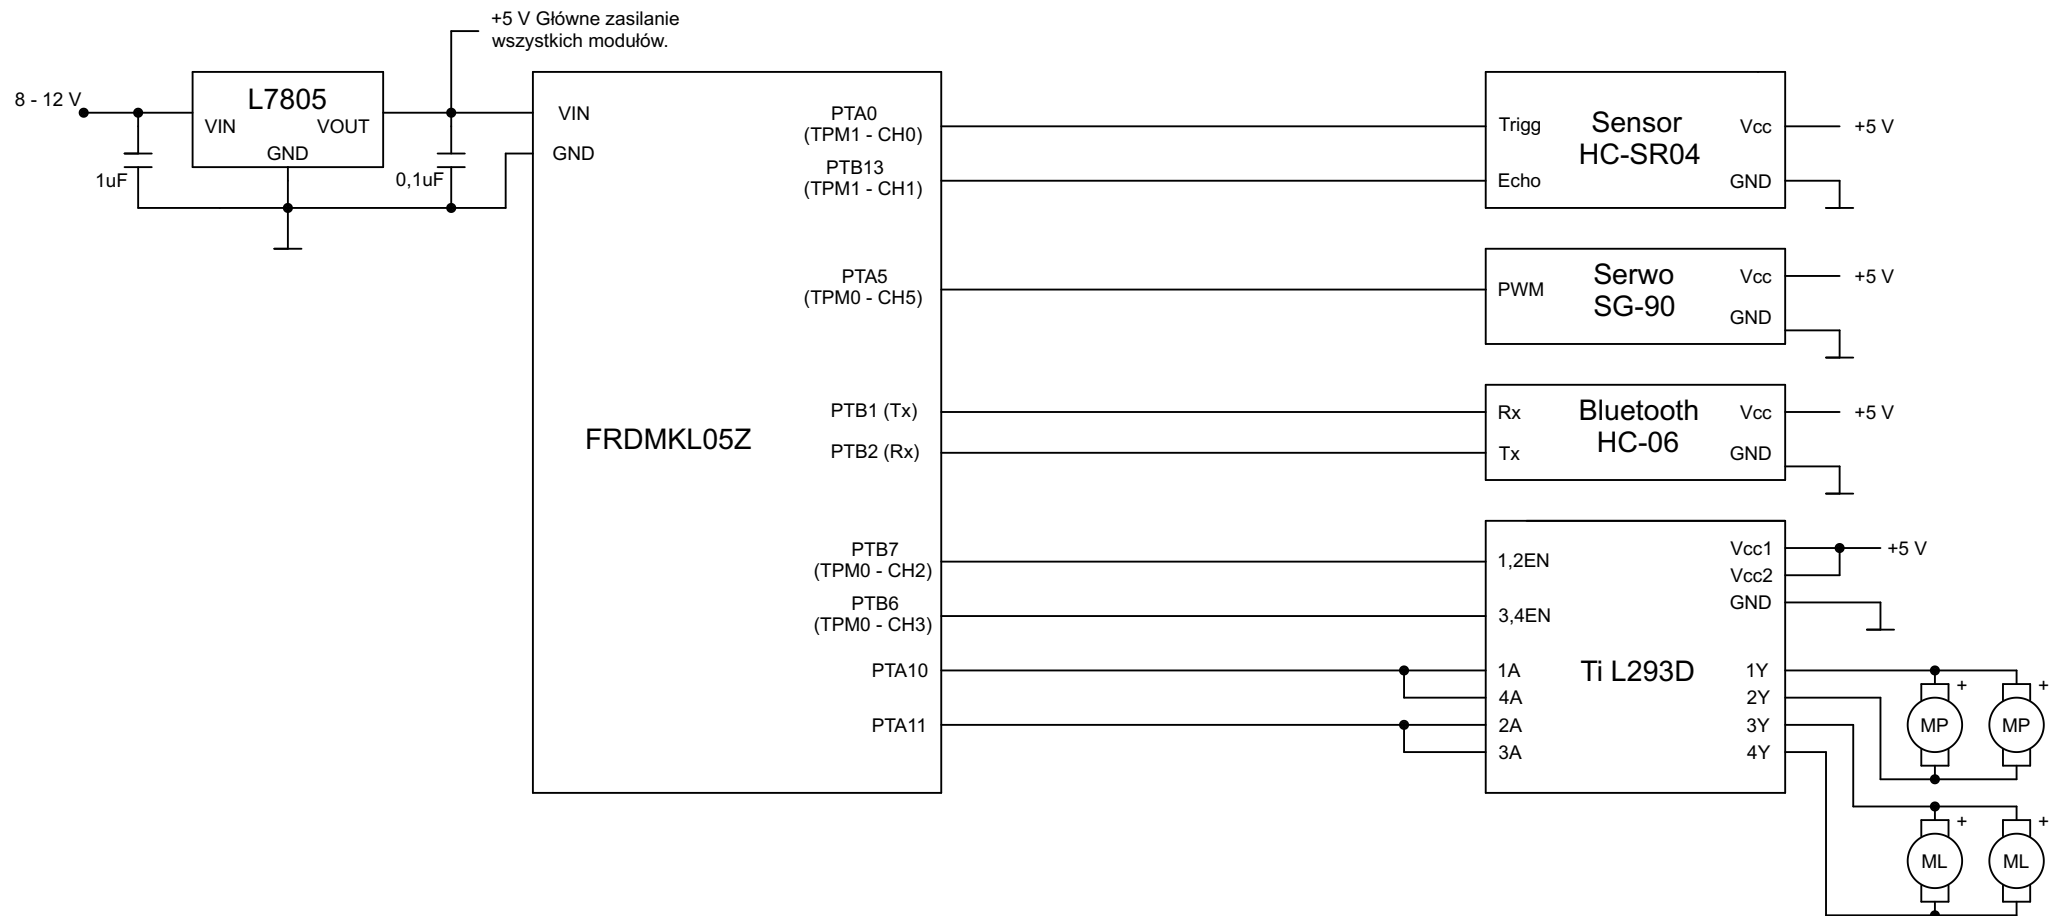 +5 V Główne zasilanie
wszystkich modułów.
8 - 12 V
L7805
VIN
VOUT
GND
1uF
0,1uF
VIN
GND
FRDMKL05Z
PTA0
(TPM1 - CH0)
PTB13
(TPM1 - CH1)
PTA5
(TPM0 - CH5)
PTB1 (Tx)
PTB2 (Rx)
PTB7
(TPM0 - CH2)
PTB6
(TPM0 - CH3)
PTA10
PTA11
Trigg
Echo
Sensor
HC-SR04
Vcc
GND
+5 V
PWM
Serwo
SG-90
Vcc
GND
+5 V
Rx
Tx
Bluetooth
HC-06
Vcc
GND
+5 V
1,2EN
3,4EN
1A
4A
2A
3A
Ti L293D
Vcc1
Vcc2
GND
+5 V
1Y
2Y
3Y
4Y
+
+
MP
MP
+
+
ML
ML